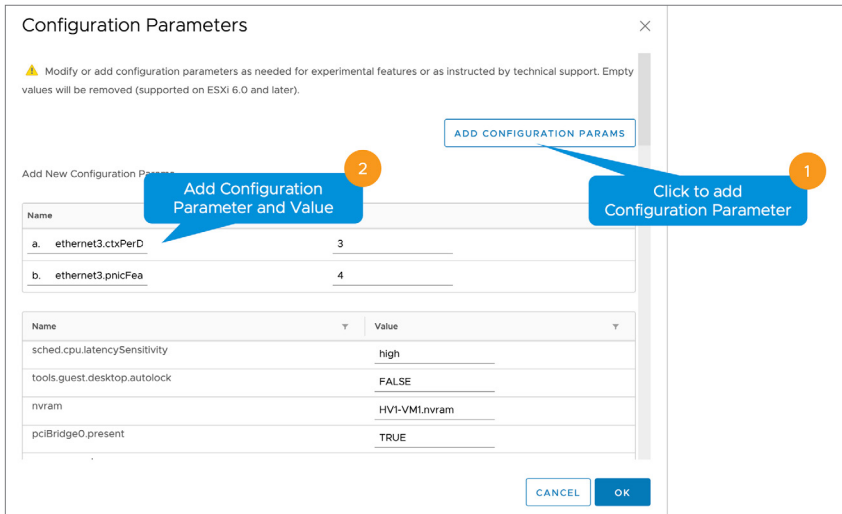 Configuration Parameters
Modify or add configuration parameters as needed for experimental features or as instructed by technical support. Empty
values will be removed (supported on ESXi 6.0 and later).
ADD CONFIGURATION PARAMS
1
Click to add
Configuration Parameter
Add New Configuration
2
Add Configuration
Parameter and Value
Name
a. ethernet3.ctxPerD 3
b. ethernet3.pnicFea 4
Name Value
sched.cpu.latencySensitivity high
tools.guest.desktop.autolock FALSE
nvram HV1-VM1.nvram
pciBridge0.present TRUE
CANCEL OK